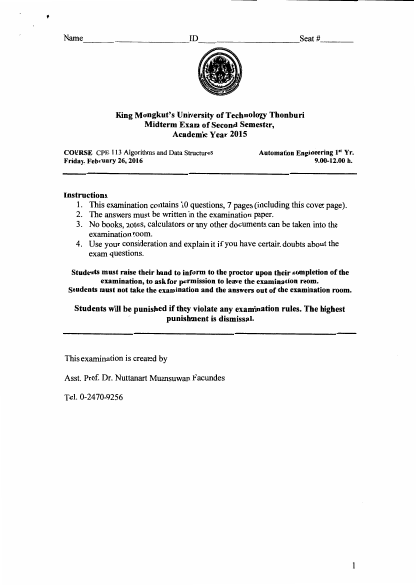 Name ID Seat #
King Mongkut's University of Technology Thonburi
Midterm Exam of Second Semester,
Academic Year 2015
COURSE CPE 113 Algorithms and Data Structures Automation Engineering 1st Yr.
Friday, February 26, 2016 9.00-12.00 h.
Instructions
1. This examination contains 10 questions, 7 pages (including this cover page).
2. The answers must be written in the examination paper.
3. No books, notes, calculators or any other documents can be taken into the
examination room.
4. Use your consideration and explain it if you have certain doubts about the
exam questions.
Students must raise their hand to inform to the proctor upon their completion of the
examination, to ask for permission to leave the examination room.
Students must not take the examination and the answers out of the examination room.
Students will be punished if they violate any examination rules. The highest
punishment is dismissal.
This examination is created by
Asst. Prof. Dr. Nuttanart Muansuwan Facundes
Tel. 0-2470-9256
1